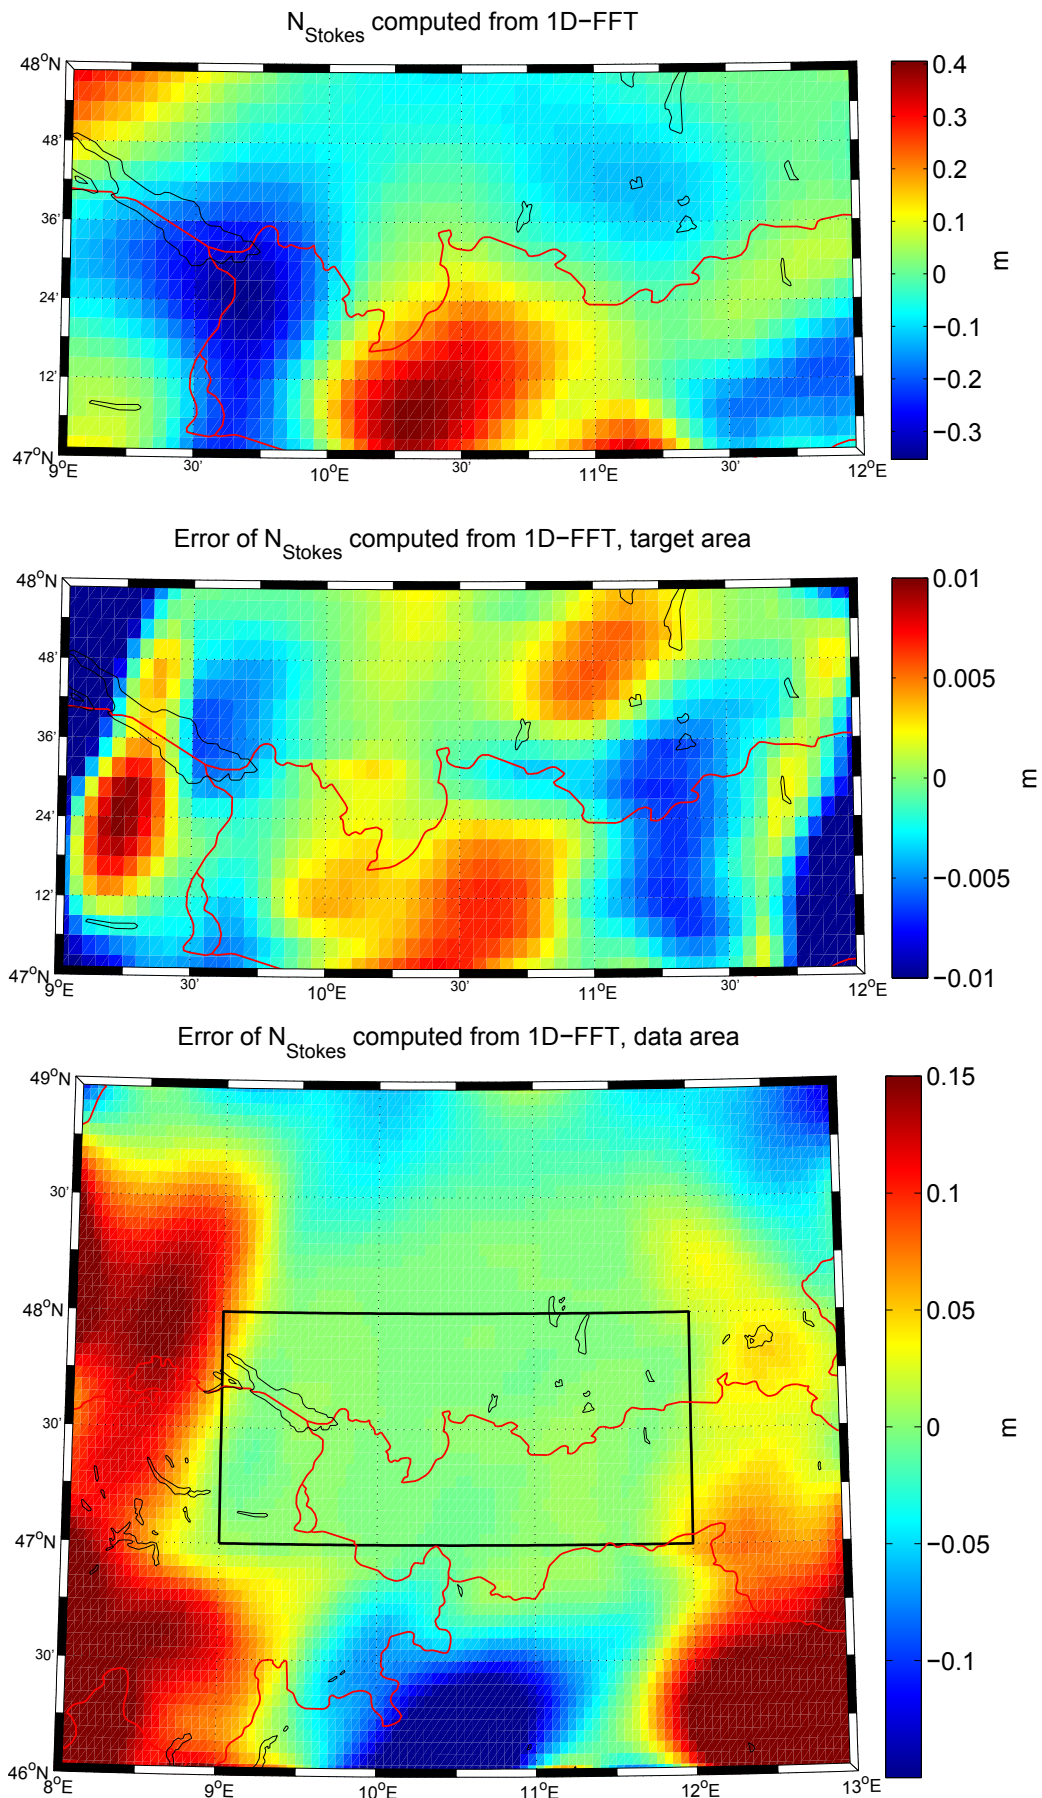 N_Stokes computed from 1D−FFT
48°N
48'
36'
24'
12'
47°N
9°E
30'
10°E
30'
11°E
30'
12°E
0.4
0.2
0.1
0
−0.1
−0.2
−0.3
m
Error of N_Stokes computed from 1D−FFT, target area
48°N
48'
36'
24'
12'
47°N
9°E
30'
10°E
30'
11°E
30'
12°E
0.01
0.005
0
−0.005
−0.01
m
Error of N_Stokes computed from 1D−FFT, data area
49°N
30'
48°N
30'
47°N
30'
46°N
8°E
9°E
10°E
11°E
12°E
13°E
0.15
0.1
0.05
0
−0.05
−0.1
m